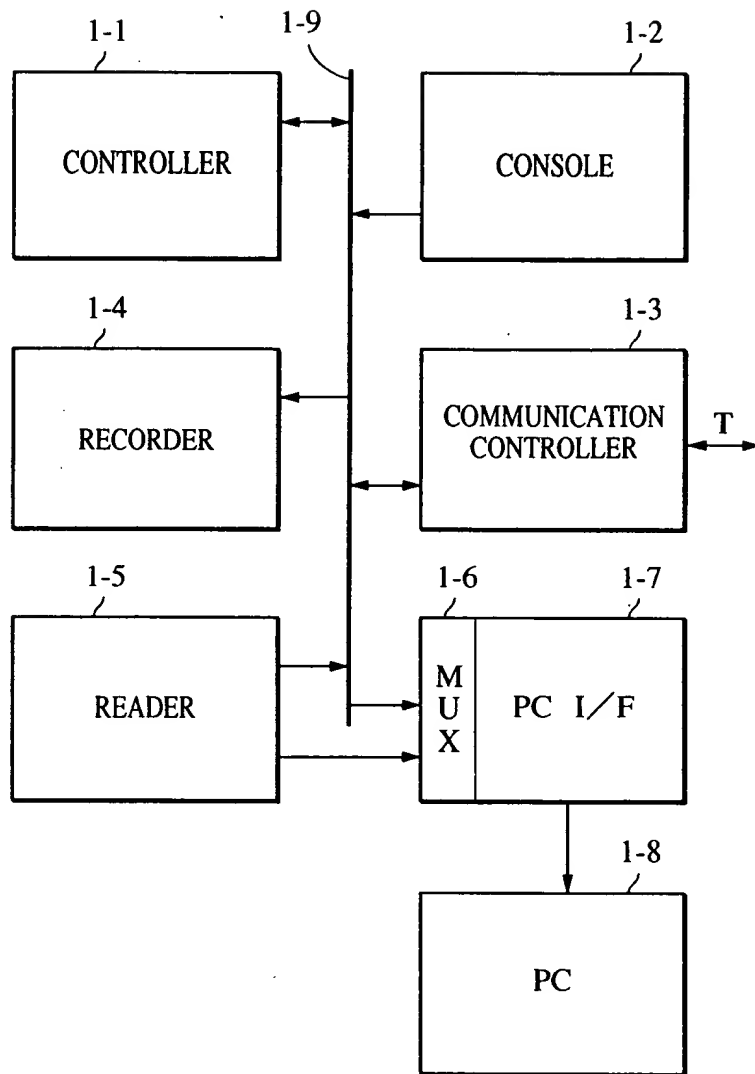 1-1
1-9
1-2
CONTROLLER
CONSOLE
1-4
1-3
RECORDER
COMMUNICATION
CONTROLLER
T
1-5
1-6
1-7
READER
M
U
X
PC I/F
1-8
PC